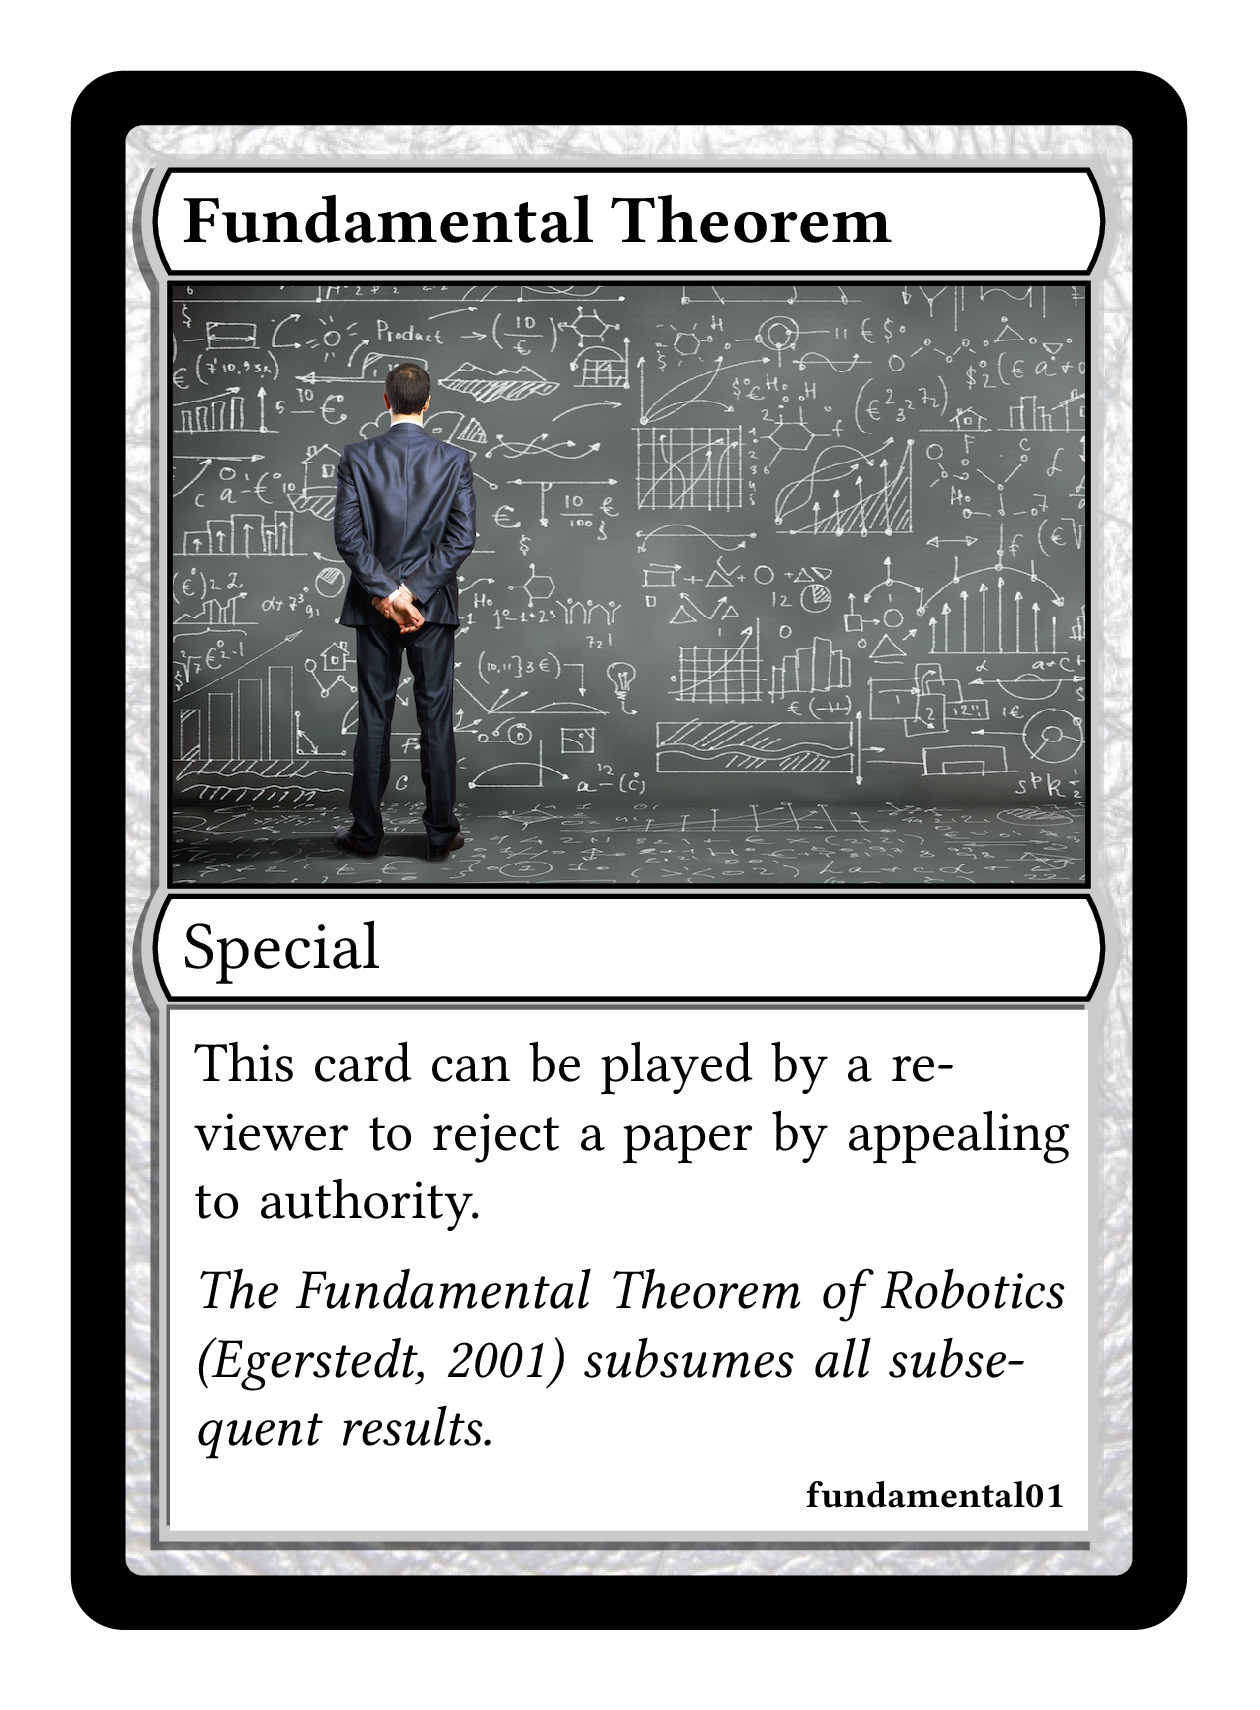 Fundamental Theorem
Product
Special
This card can be played by a re-
viewer to reject a paper by appealing
to authority.
The Fundamental Theorem of Robotics
(Egerstedt, 2001) subsumes all subse-
quent results.
fundamental01